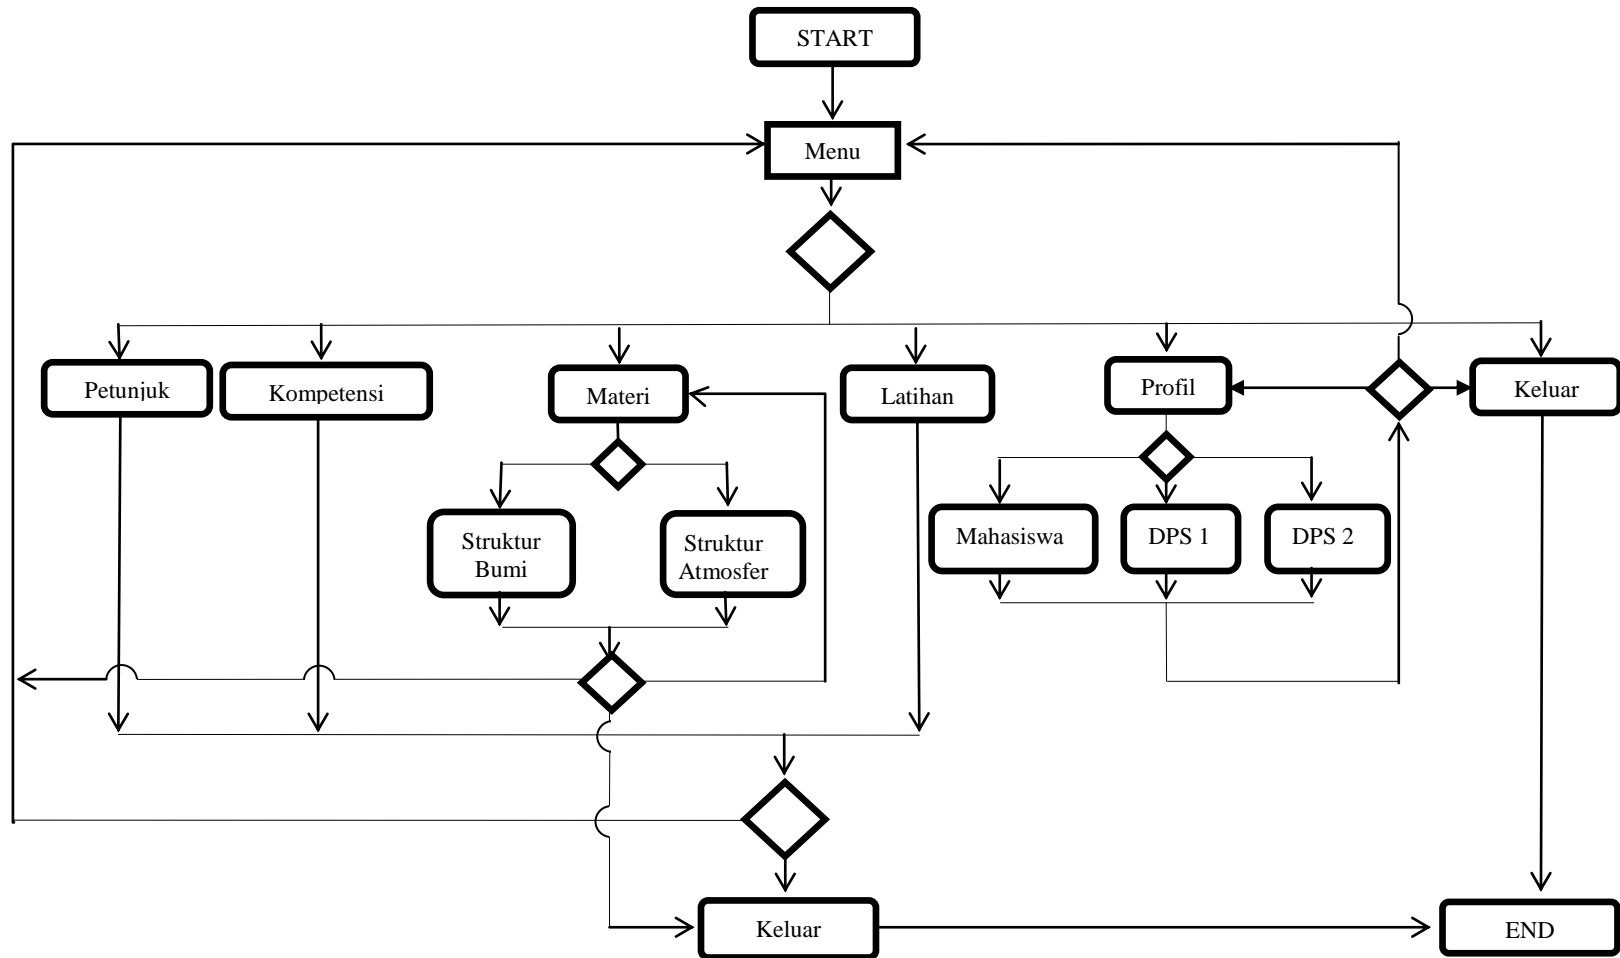 START
Menu
Petunjuk
Kompetensi
Materi
Latihan
Profil
Keluar
Struktur
Bumi
Struktur
Atmosfer
Mahasiswa
DPS 1
DPS 2
Keluar
END